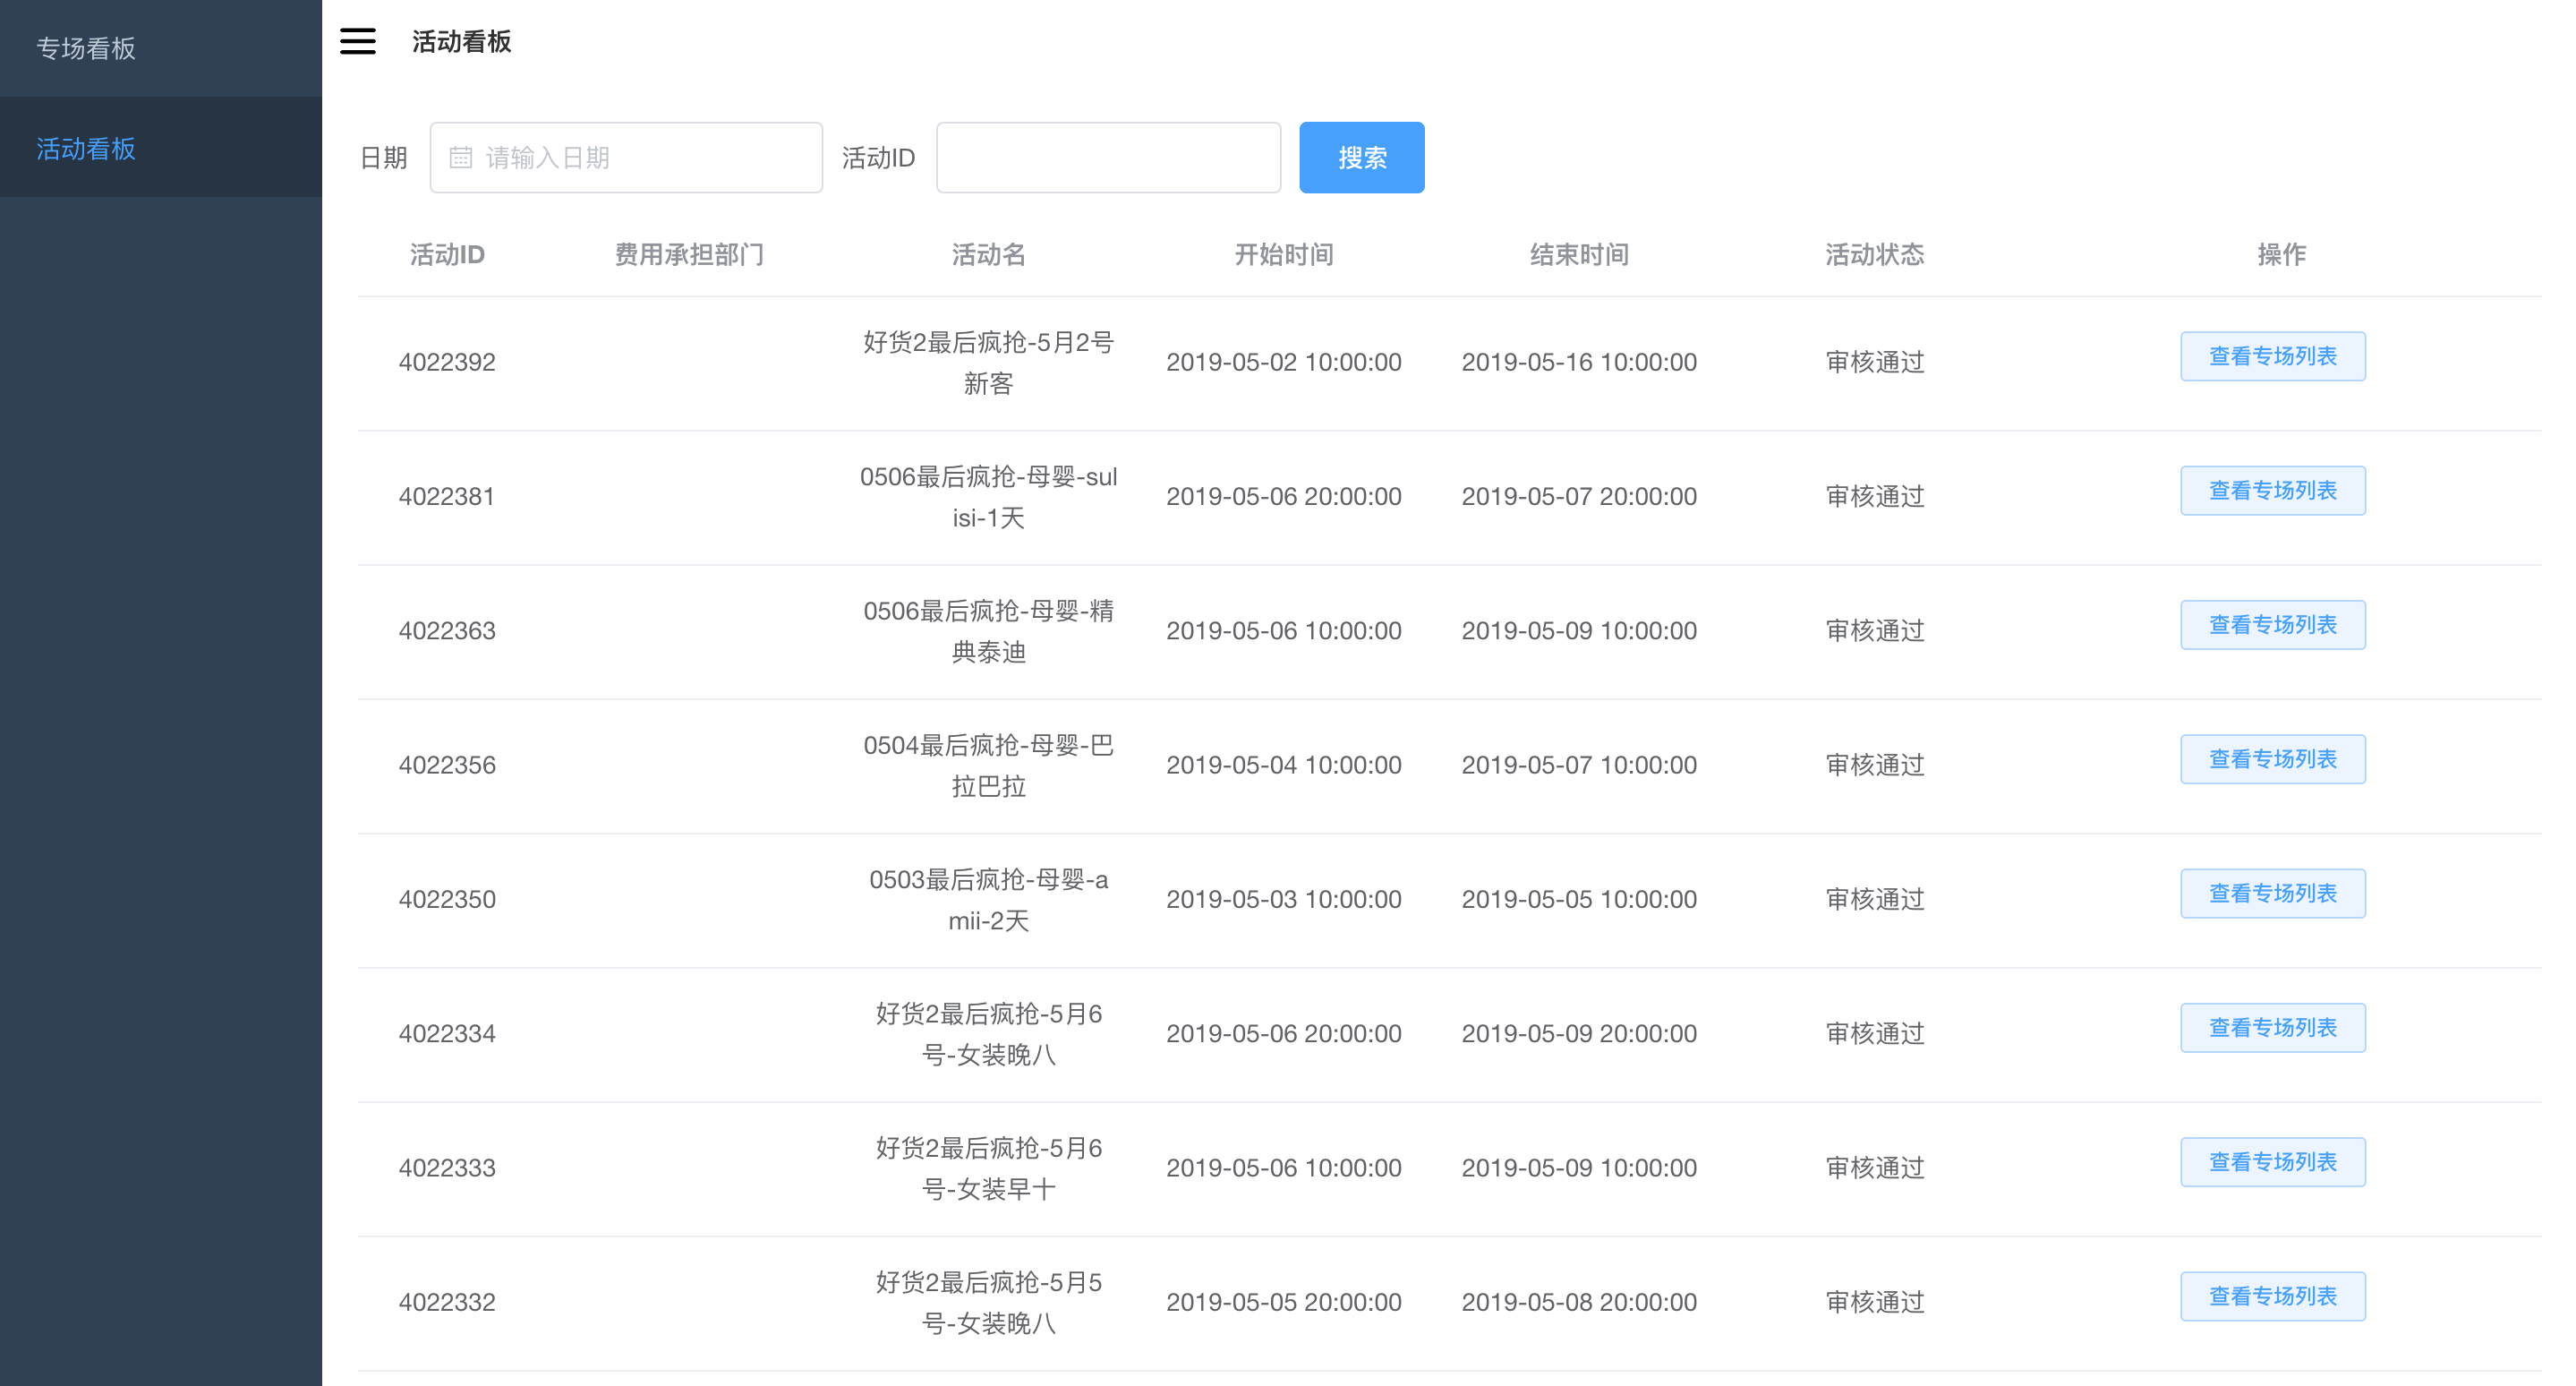 专场看板
活动看板
活动看板
日期 请输入日期 活动ID 搜索
活动ID 费用承担部门 活动名 开始时间 结束时间 活动状态 操作
4022392 好货2最后疯抢-5月2号 2019-05-02 10:00:00 2019-05-16 10:00:00 审核通过 查看专场列表
新客
4022381 0506最后疯抢-母婴-sul 2019-05-06 20:00:00 2019-05-07 20:00:00 审核通过 查看专场列表
isi-1天
4022363 0506最后疯抢-母婴-精 2019-05-06 10:00:00 2019-05-09 10:00:00 审核通过 查看专场列表
典泰迪
4022356 0504最后疯抢-母婴-巴 2019-05-04 10:00:00 2019-05-07 10:00:00 审核通过 查看专场列表
拉巴拉
4022350 0503最后疯抢-母婴-a 2019-05-03 10:00:00 2019-05-05 10:00:00 审核通过 查看专场列表
mii-2天
4022334 好货2最后疯抢-5月6 2019-05-06 20:00:00 2019-05-09 20:00:00 审核通过 查看专场列表
号-女装晚八
4022333 好货2最后疯抢-5月6 2019-05-06 10:00:00 2019-05-09 10:00:00 审核通过 查看专场列表
号-女装早十
4022332 好货2最后疯抢-5月5 2019-05-05 20:00:00 2019-05-08 20:00:00 审核通过 查看专场列表
号-女装晚八